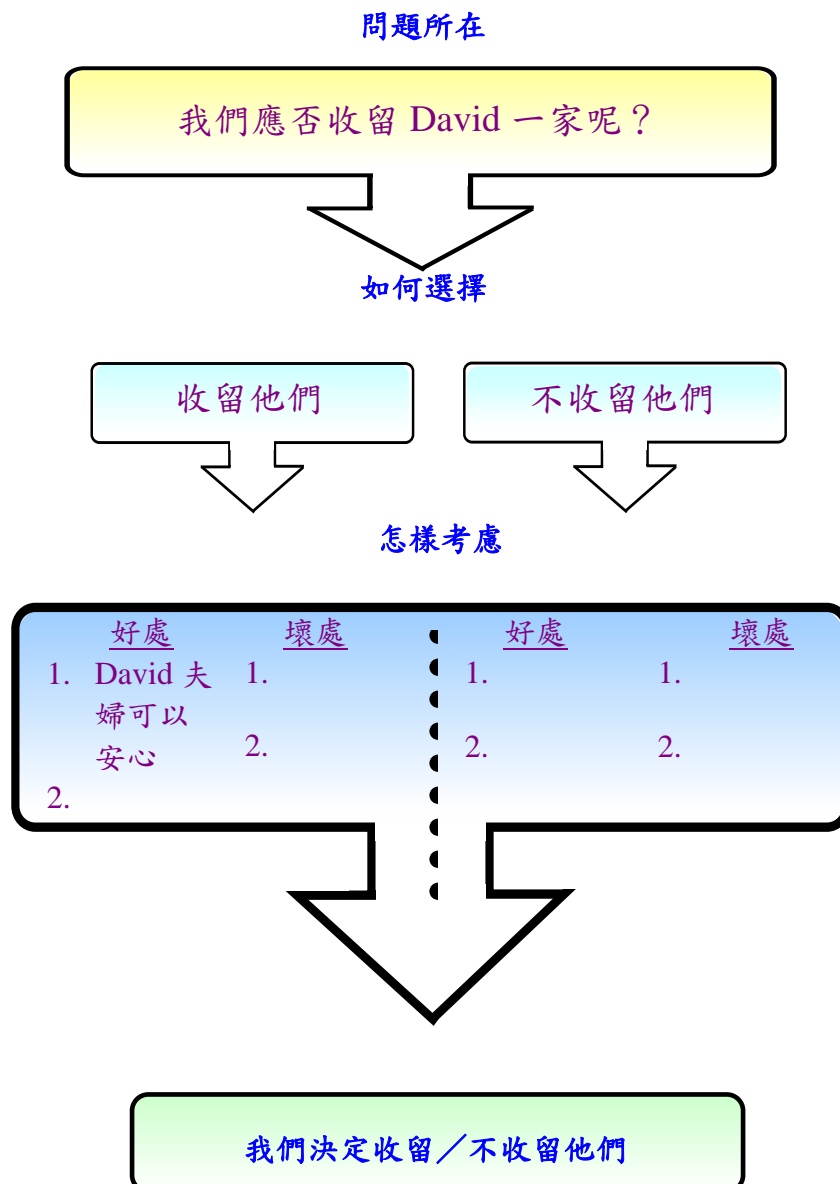 問題所在
我們應否收留 David 一家呢？
如何選擇
收留他們
不收留他們
怎樣考慮
好處
1. David 夫
婦可以
安心
2.
壞處
1.
2.
好處
1.
2.
壞處
1.
2.
我們決定收留／不收留他們